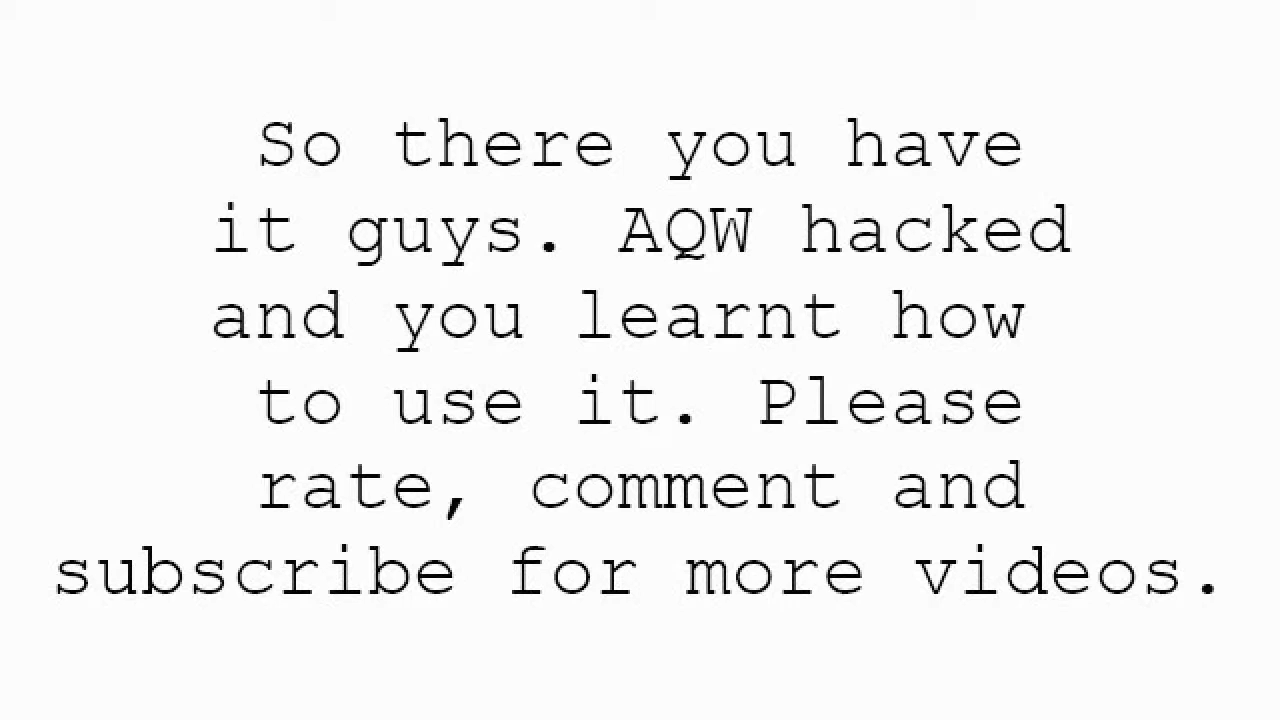 So there you have
it guys. AQW hacked
and you learnt how
to use it. Please
rate, comment and
subscribe for more videos.